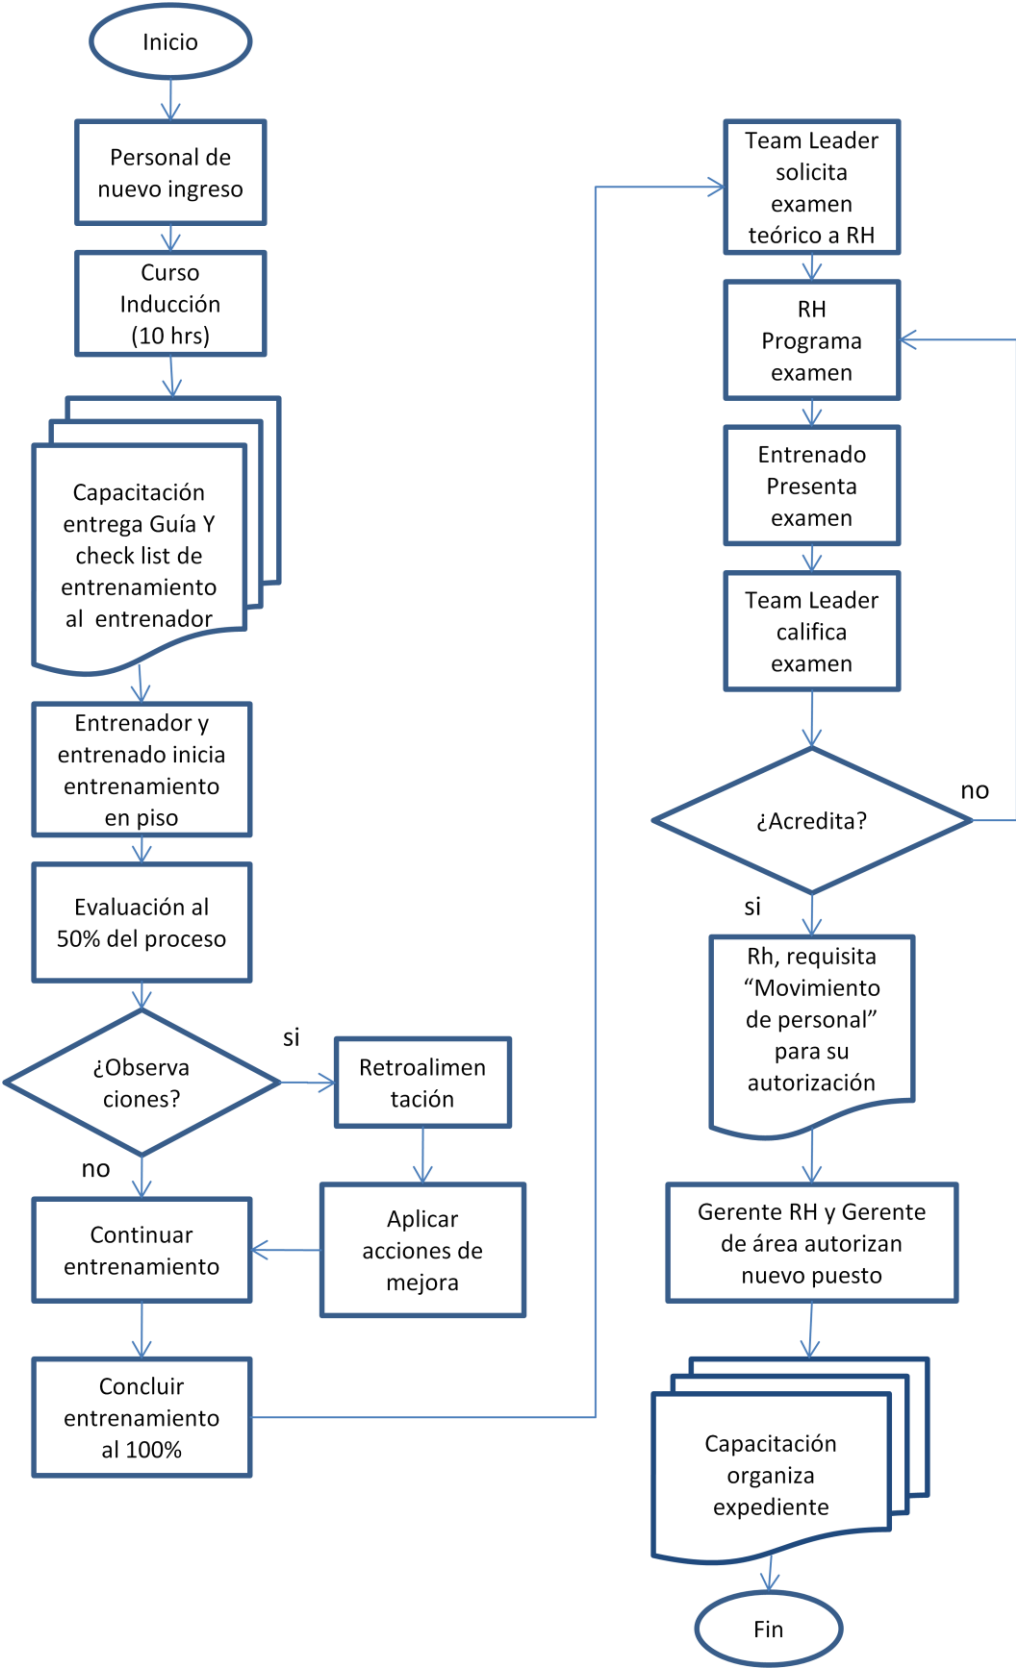 Inicio
Personal de
nuevo ingreso
Curso
Inducción
(10 hrs)
Capacitación
entrega Guía Y
check list de
entrenamiento
al entrenador
Entrenador y
entrenado inicia
entrenamiento
en piso
Evaluación al
50% del proceso
¿Observa
ciones?
si
Retroalimen
tación
Aplicar
acciones de
mejora
no
Continuar
entrenamiento
Concluir
entrenamiento
al 100%
Team Leader
solicita
examen
teórico a RH
RH
Programa
examen
Entrenado
Presenta
examen
Team Leader
califica
examen
¿Acredita?
no
si
Rh, requisita
“Movimiento
de personal”
para su
autorización
Gerente RH y Gerente
de área autorizan
nuevo puesto
Capacitación
organiza
expediente
Fin